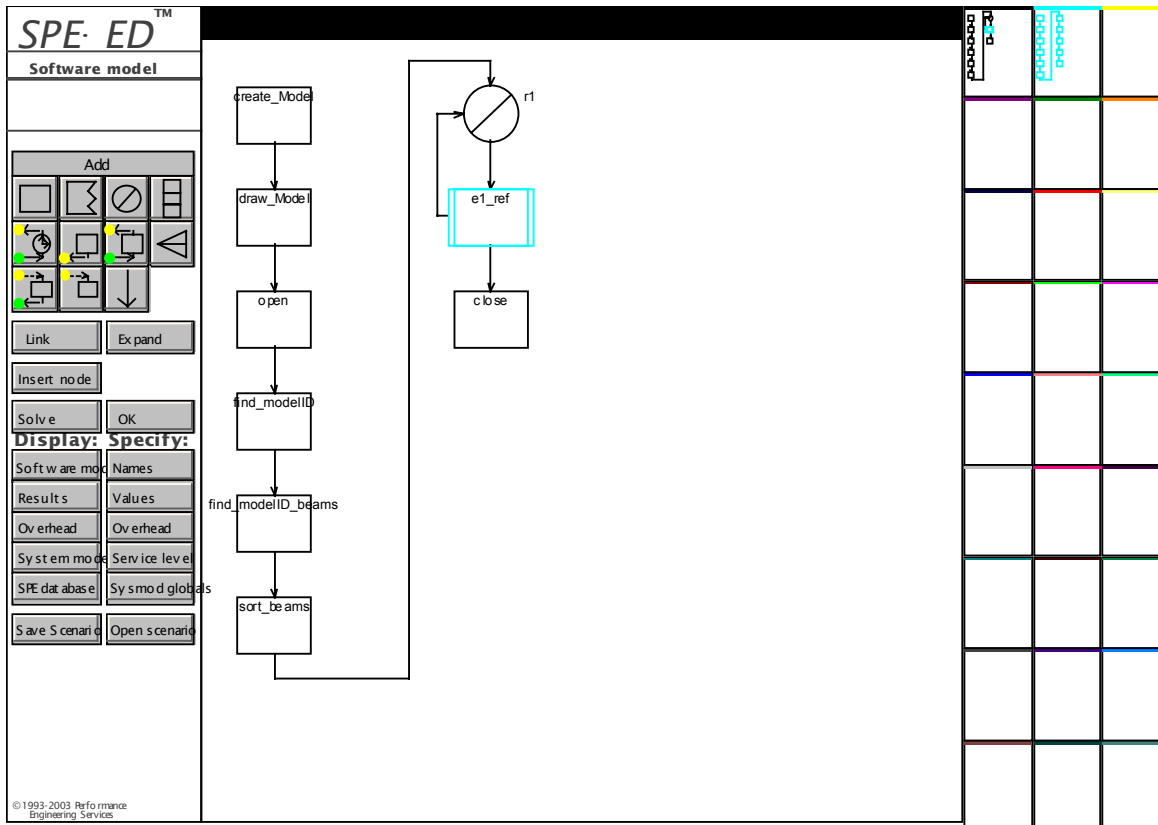 SPE· ED™
Software model
Add
Link
Expand
Insert node
Solve
OK
Display: Specify:
Software mod
Names
Results
Values
Overhead
Overhead
System mode
Service level
SPE database
Sysmod globals
Save Scenario
Open scenario
©1993-2003 Performance
Engineering Services
create_Model
draw_Model
open
find_modelID
find_modelID_beams
sort_beams
r1
e1_ref
close